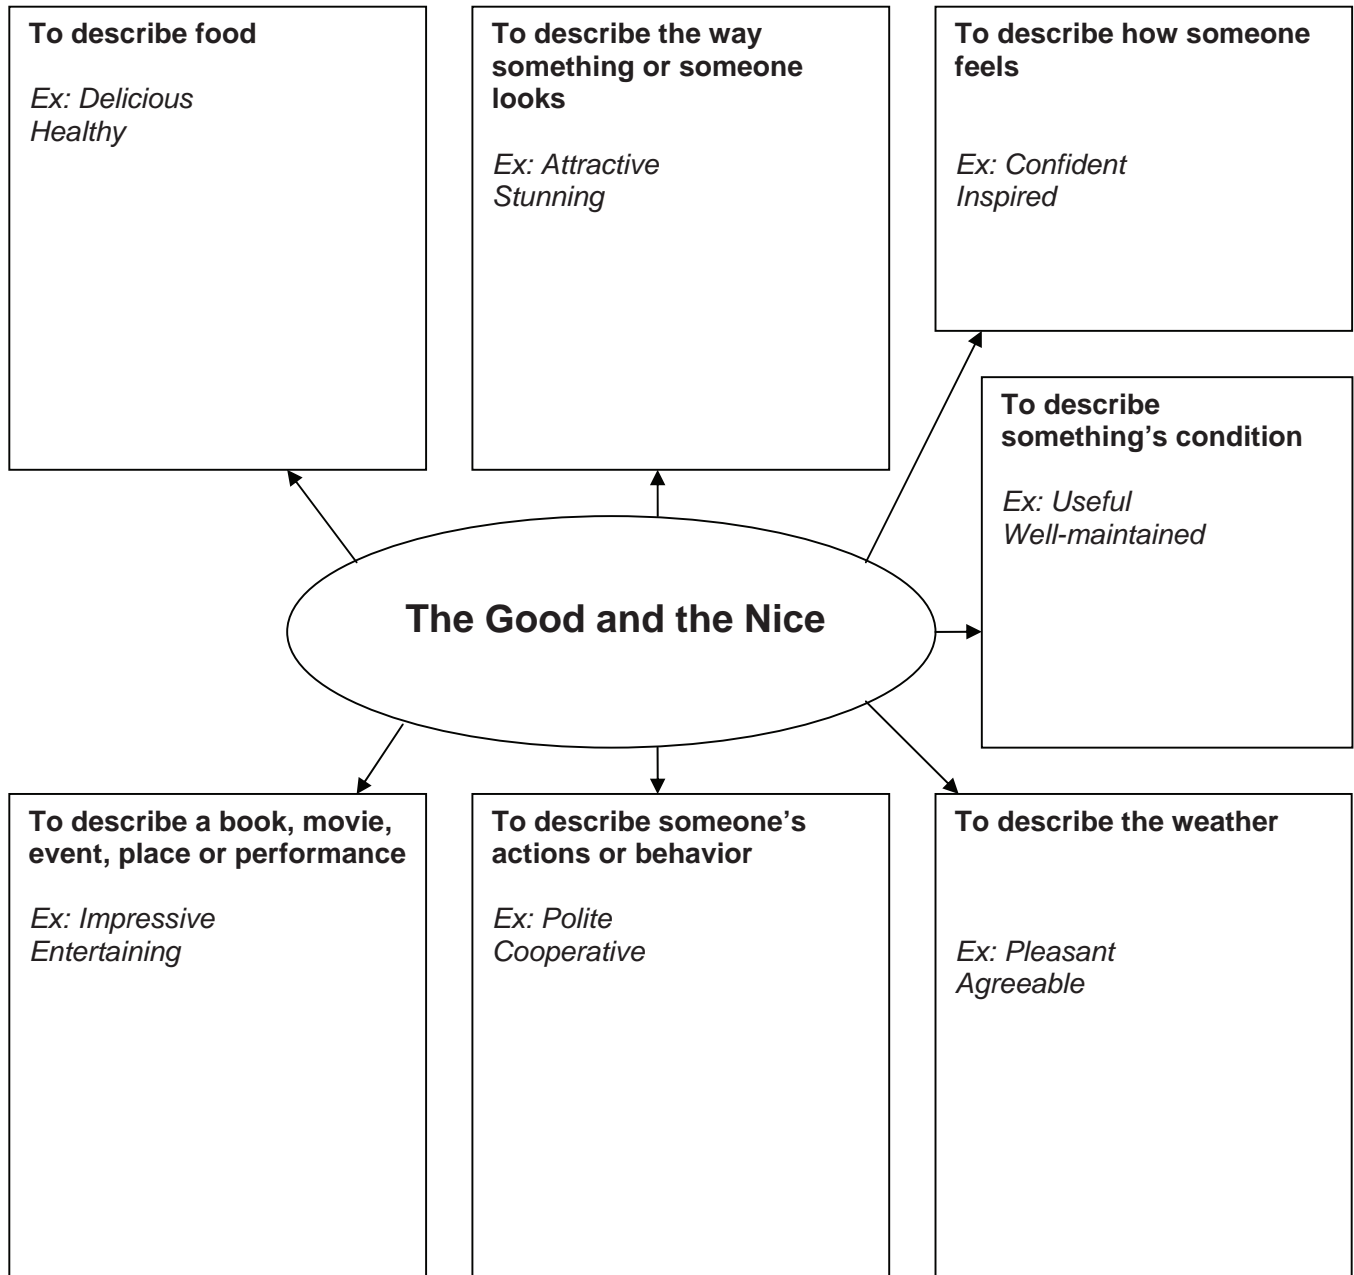 To describe food
Ex: Delicious
Healthy
To describe the way
something or someone
looks
Ex: Attractive
Stunning
To describe how someone
feels
Ex: Confident
Inspired
To describe
something’s condition
Ex: Useful
Well-maintained
The Good and the Nice
To describe a book, movie,
event, place or performance
Ex: Impressive
Entertaining
To describe someone’s
actions or behavior
Ex: Polite
Cooperative
To describe the weather
Ex: Pleasant
Agreeable